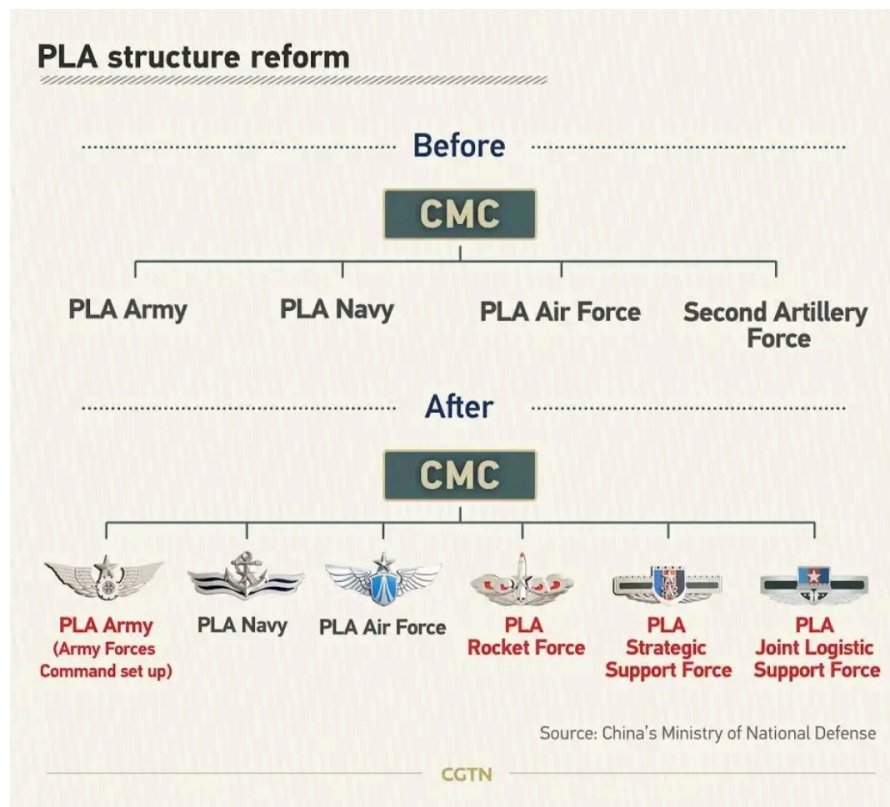 PLA structure reform
Before
CMC
PLA Army
PLA Navy
PLA Air Force
Second Artillery
Force
After
CMC
PLA Army
(Army Forces
Command set up)
PLA Navy
PLA Air Force
PLA
Rocket Force
PLA
Strategic
Support Force
PLA
Joint Logistic
Support Force
Source: China's Ministry of National Defense
CGTN